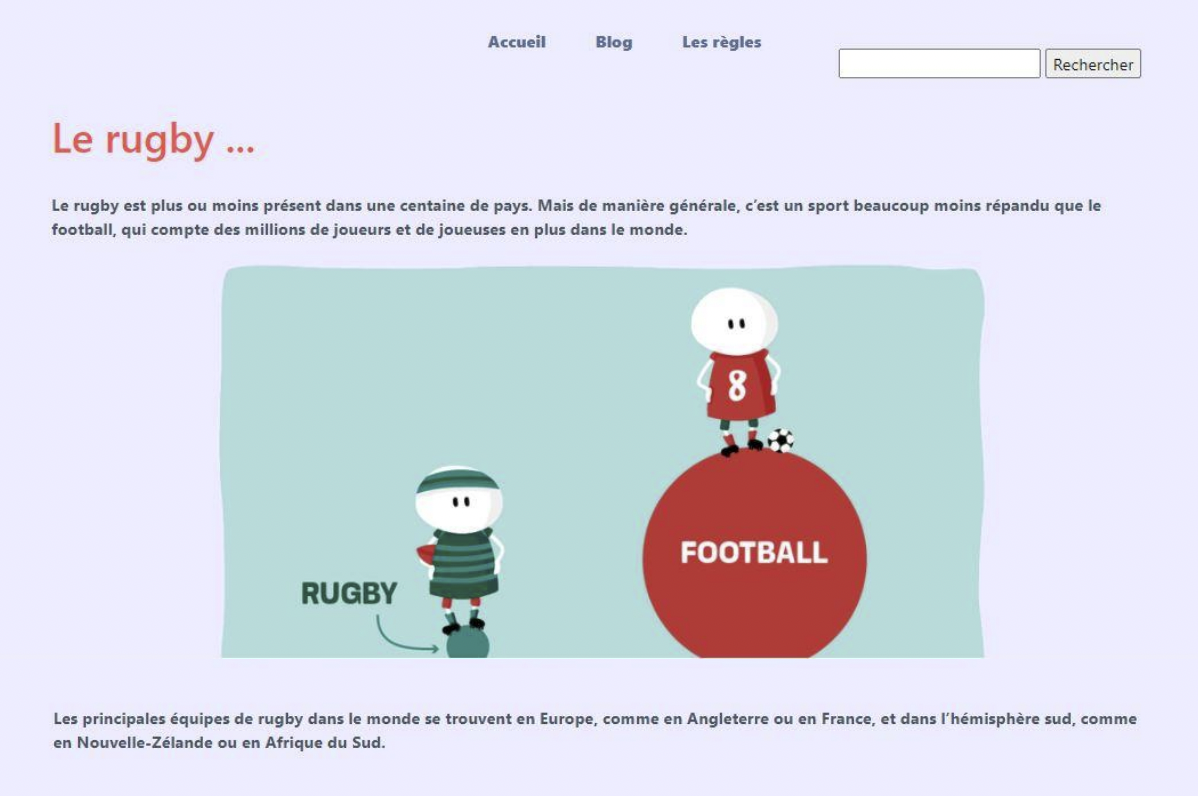 Accueil Blog Les règles
Rechercher
Le rugby ...
Le rugby est plus ou moins présent dans une centaine de pays. Mais de manière générale, c’est un sport beaucoup moins répandu que le
football, qui compte des millions de joueurs et de joueuses en plus dans le monde.
8
FOOTBALL
RUGBY
Les principales équipes de rugby dans le monde se trouvent en Europe, comme en Angleterre ou en France, et dans l’hémisphère sud, comme
en Nouvelle-Zélande ou en Afrique du Sud.